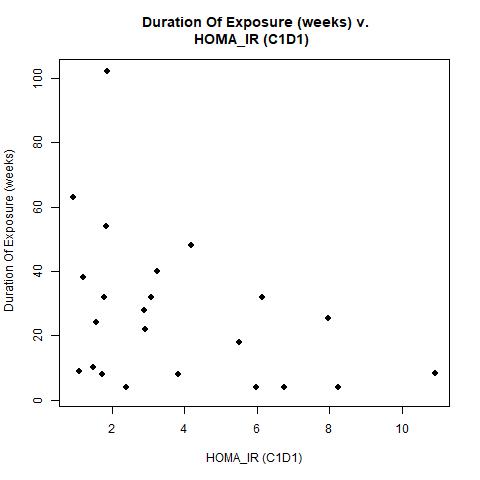 Duration Of Exposure (weeks) v.
HOMA_IR (C1D1)
Duration Of Exposure (weeks)
100
80
60
40
20
0
2 4 6 8 10
HOMA_IR (C1D1)